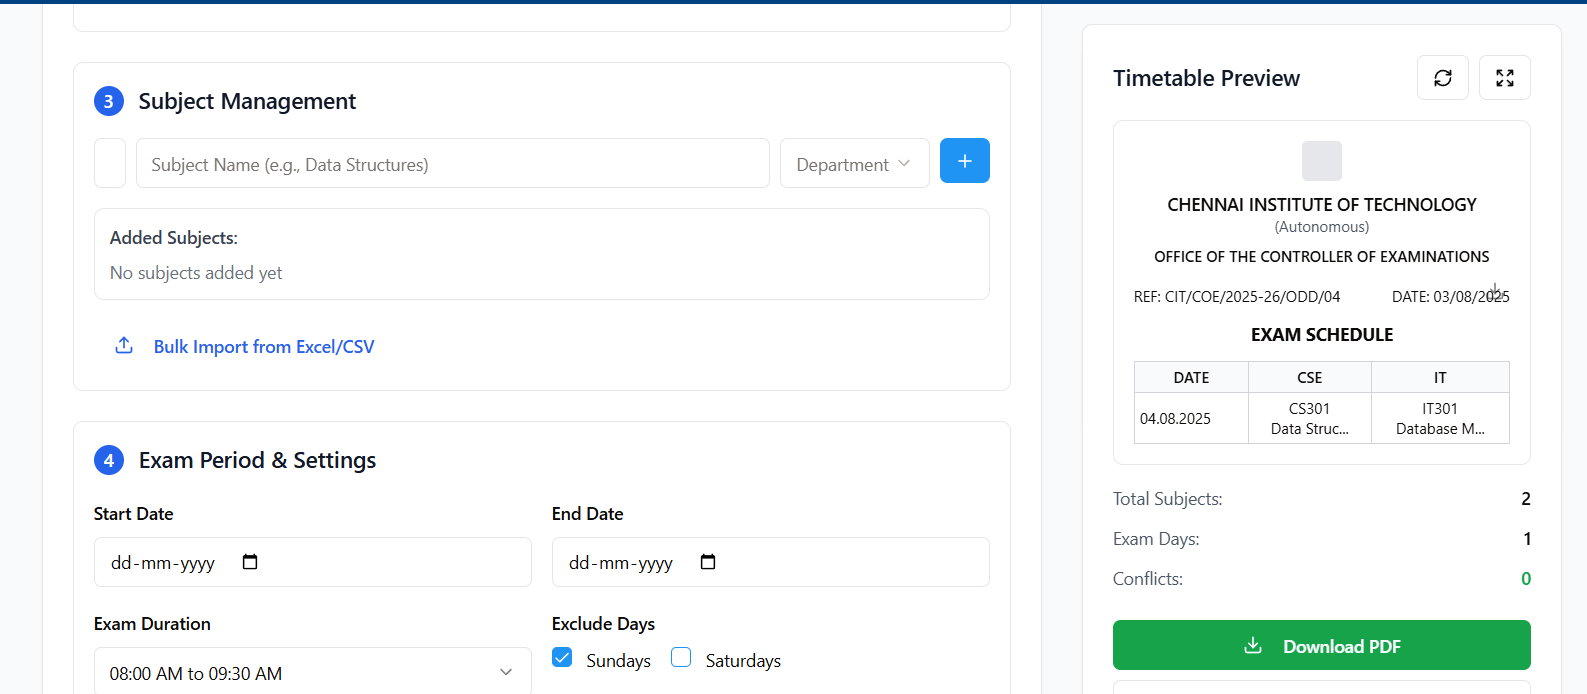 3 Subject Management
Subject Name (e.g., Data Structures)
Department
+
Added Subjects:
No subjects added yet
Bulk Import from Excel/CSV
4 Exam Period & Settings
Start Date
End Date
dd-mm-yyyy
dd-mm-yyyy
Exam Duration
Exclude Days
08:00 AM to 09:30 AM
Sundays
Saturdays
Timetable Preview
CHENNAI INSTITUTE OF TECHNOLOGY
(Autonomous)
OFFICE OF THE CONTROLLER OF EXAMINATIONS
REF: CIT/COE/2025-26/ODD/04
DATE: 03/08/2025
EXAM SCHEDULE
DATE CSE IT
04.08.2025
CS301
Data Struc...
IT301
Database M...
Total Subjects: 2
Exam Days: 1
Conflicts: 0
Download PDF